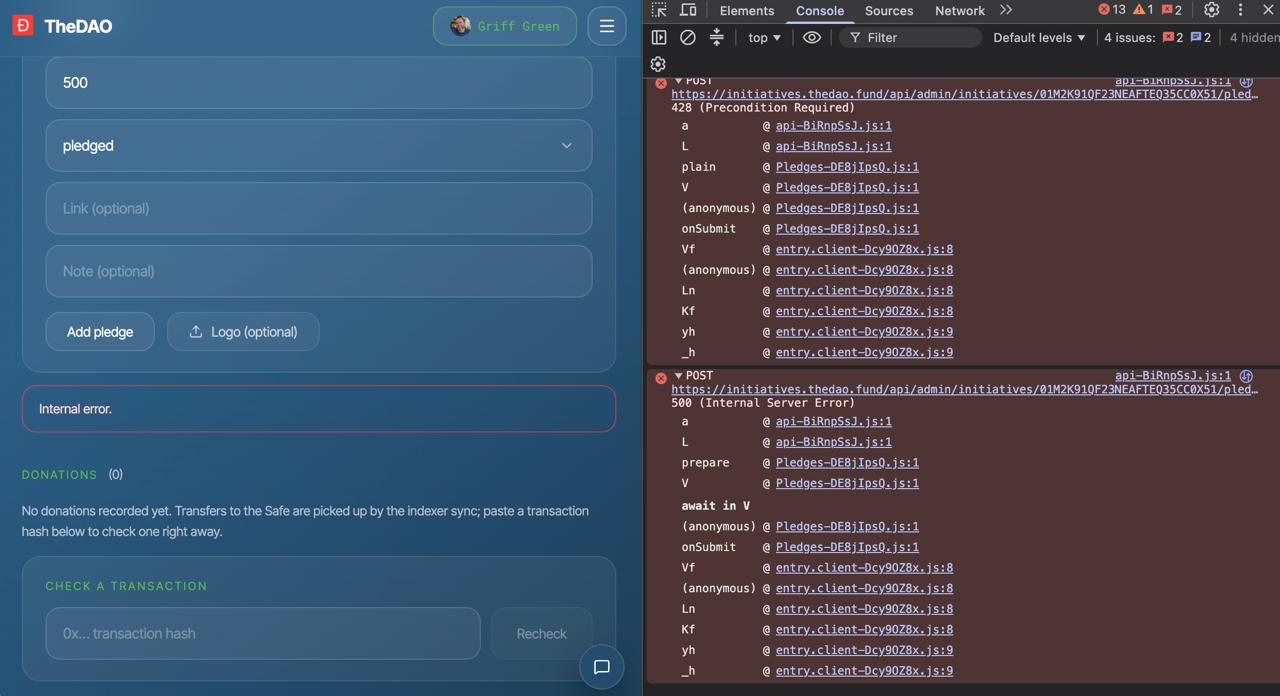 TheDAO
Griff Green
500
pledged
Link (optional)
Note (optional)
Add pledge
Logo (optional)
Internal error.
DONATIONS (0)
No donations recorded yet. Transfers to the Safe are picked up by the indexer sync; paste a transaction
hash below to check one right away.
CHECK A TRANSACTION
0x... transaction hash
Recheck
Elements Console Sources Network 13 1 2
top Filter Default levels 4 issues: 2 2 4 hidden
POST api-BiRnpSsJ.js:1
https://initiatives.thedao.fund/api/admin/initiatives/01M2K91QF23NEAFTEQ35CC0X51/pled…
428 (Precondition Required)
a @ api-BiRnpSsJ.js:1
L @ api-BiRnpSsJ.js:1
plain @ Pledges-DE8jIpsQ.js:1
V @ Pledges-DE8jIpsQ.js:1
(anonymous) @ Pledges-DE8jIpsQ.js:1
onSubmit @ Pledges-DE8jIpsQ.js:1
Vf @ entry.client-Dcy9OZ8x.js:8
(anonymous) @ entry.client-Dcy9OZ8x.js:8
Ln @ entry.client-Dcy9OZ8x.js:8
Kf @ entry.client-Dcy9OZ8x.js:8
yh @ entry.client-Dcy9OZ8x.js:9
_h @ entry.client-Dcy9OZ8x.js:9
POST api-BiRnpSsJ.js:1
https://initiatives.thedao.fund/api/admin/initiatives/01M2K91QF23NEAFTEQ35CC0X51/pled…
500 (Internal Server Error)
a @ api-BiRnpSsJ.js:1
L @ api-BiRnpSsJ.js:1
prepare @ Pledges-DE8jIpsQ.js:1
V @ Pledges-DE8jIpsQ.js:1
await in V
(anonymous) @ Pledges-DE8jIpsQ.js:1
onSubmit @ Pledges-DE8jIpsQ.js:1
Vf @ entry.client-Dcy9OZ8x.js:8
(anonymous) @ entry.client-Dcy9OZ8x.js:8
Ln @ entry.client-Dcy9OZ8x.js:8
Kf @ entry.client-Dcy9OZ8x.js:8
yh @ entry.client-Dcy9OZ8x.js:9
_h @ entry.client-Dcy9OZ8x.js:9